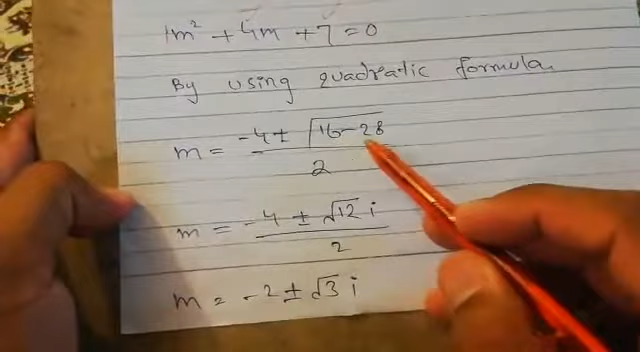 1m² + 4m + 7 = 0
By using quadratic formula.
m = -4 ± √16-28 / 2
m = -4 ± √12 i / 2
m = -2 ± √3 i